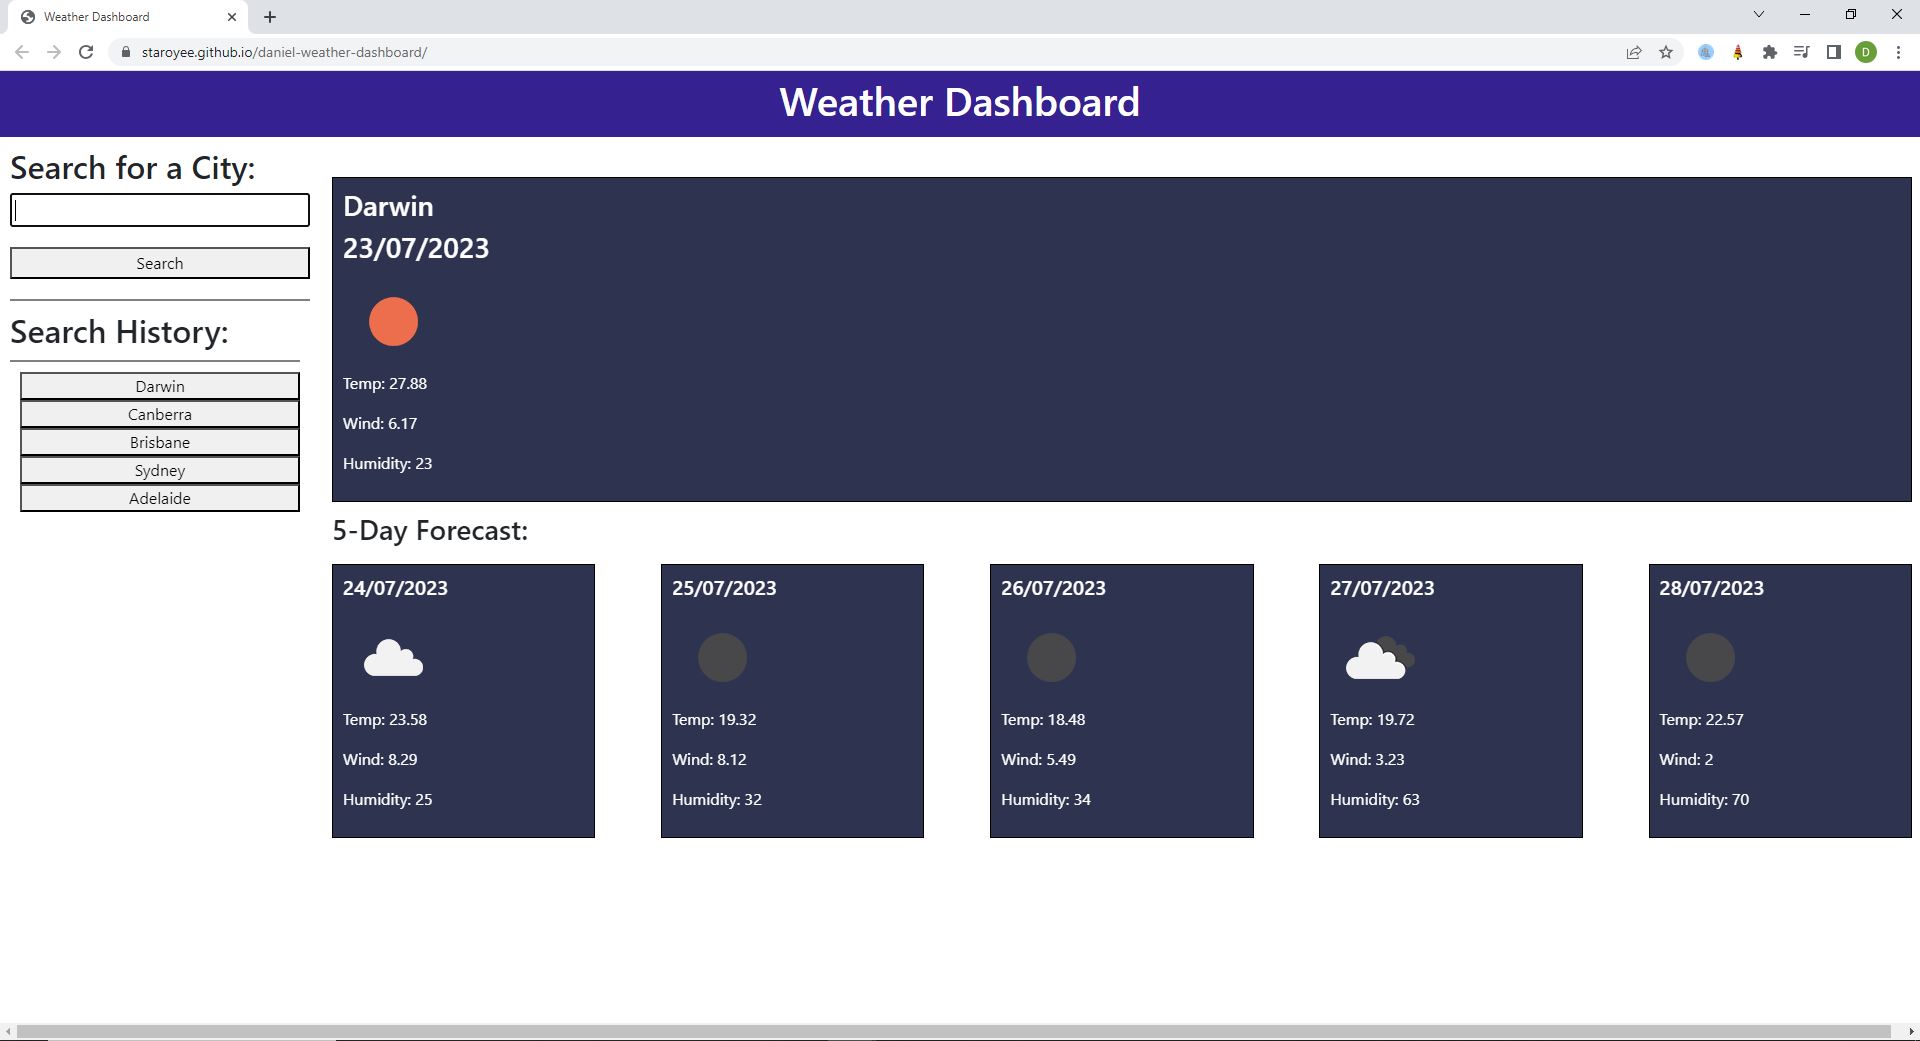 Weather Dashboard
staroyee.github.io/daniel-weather-dashboard/
D
Weather Dashboard
Search for a City:
Search
Search History:
Darwin
Canberra
Brisbane
Sydney
Adelaide
Darwin
23/07/2023
Temp: 27.88
Wind: 6.17
Humidity: 23
5-Day Forecast:
24/07/2023
Temp: 23.58
Wind: 8.29
Humidity: 25
25/07/2023
Temp: 19.32
Wind: 8.12
Humidity: 32
26/07/2023
Temp: 18.48
Wind: 5.49
Humidity: 34
27/07/2023
Temp: 19.72
Wind: 3.23
Humidity: 63
28/07/2023
Temp: 22.57
Wind: 2
Humidity: 70